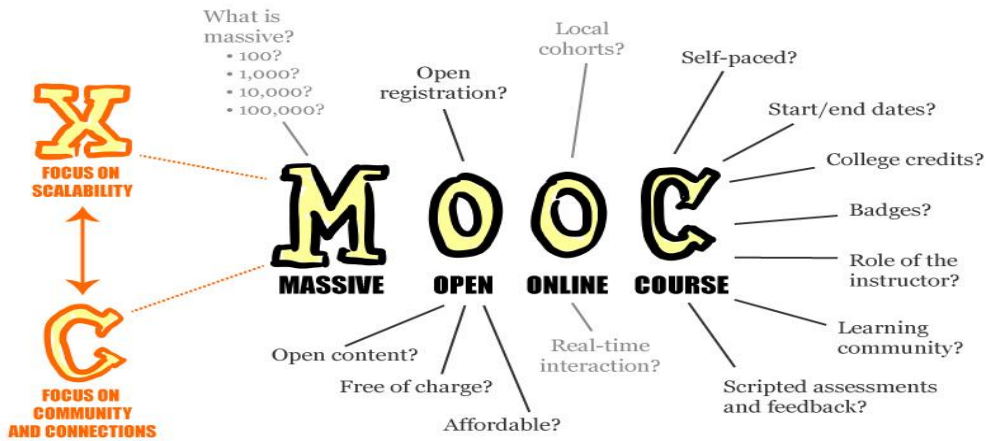 What is
massive?
• 100?
• 1,000?
• 10,000?
• 100,000?
Local
cohorts?
Open
registration?
Self-paced?
Start/end dates?
College credits?
Badges?
Role of the
instructor?
Learning
community?
Scripted assessments
and feedback?
X
FOCUS ON
SCALABILITY
C
FOCUS ON
COMMUNITY
AND CONNECTIONS
MOOC
MASSIVE OPEN ONLINE COURSE
Open content?
Free of charge?
Affordable?
Real-time
interaction?